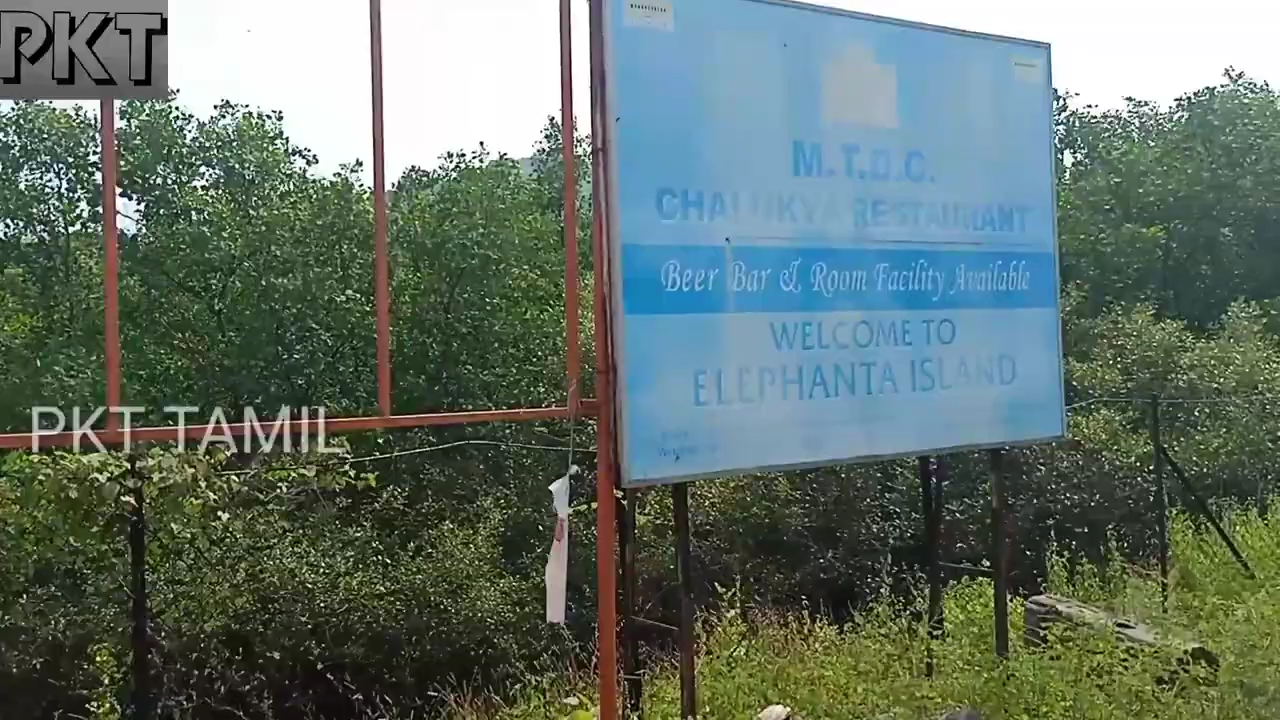 PKT
M.T.D.C.
CHALUKYA RESTAURANT
Beer Bar & Room Facility Available
WELCOME TO
ELEPHANTA ISLAND
PKT TAMIL